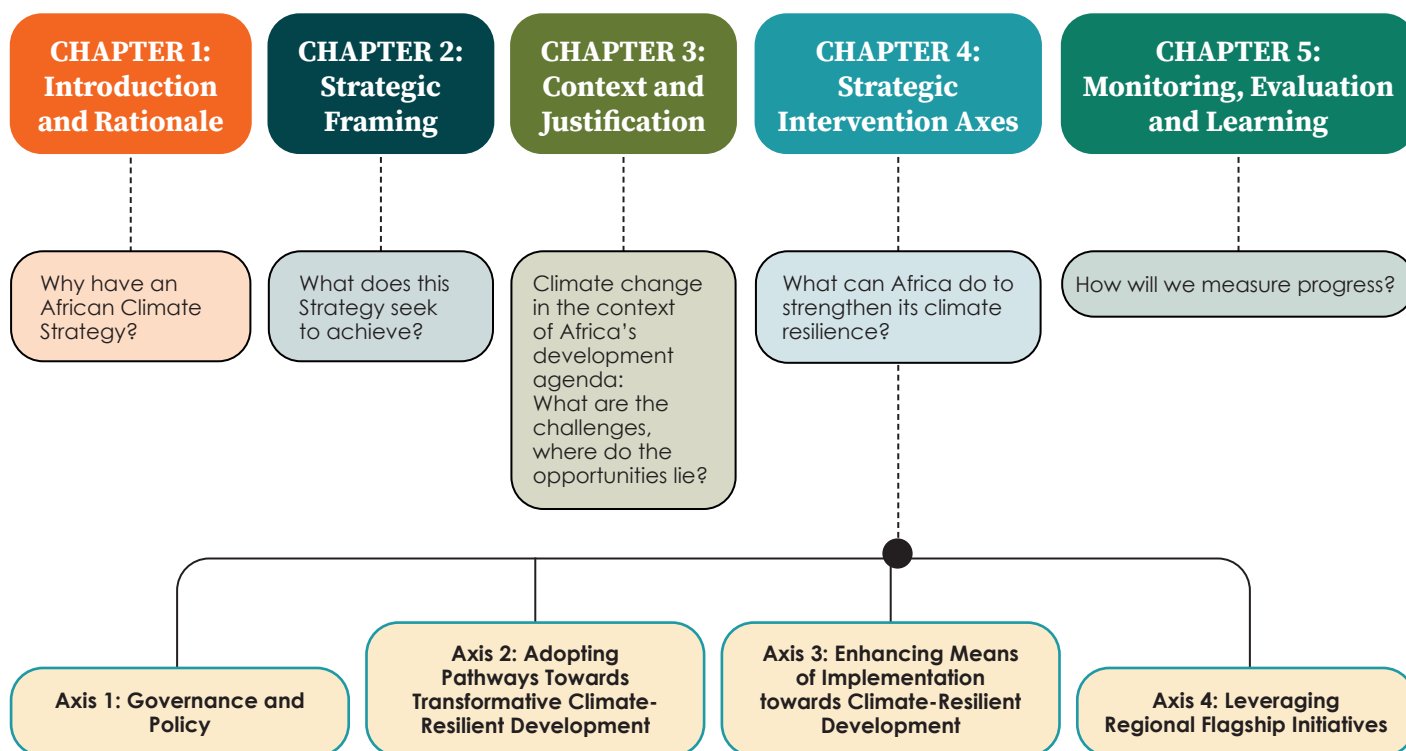 CHAPTER 1:
Introduction
and Rationale
CHAPTER 2:
Strategic
Framing
CHAPTER 3:
Context and
Justification
CHAPTER 4:
Strategic
Intervention Axes
CHAPTER 5:
Monitoring, Evaluation
and Learning
Why have an
African Climate
Strategy?
What does this
Strategy seek
to achieve?
Climate change
in the context
of Africa’s
development
agenda:
What are the
challenges,
where do the
opportunities lie?
What can Africa do to
strengthen its climate
resilience?
How will we measure progress?
Axis 1: Governance and
Policy
Axis 2: Adopting
Pathways Towards
Transformative Climate-
Resilient Development
Axis 3: Enhancing Means
of Implementation
towards Climate-Resilient
Development
Axis 4: Leveraging
Regional Flagship Initiatives